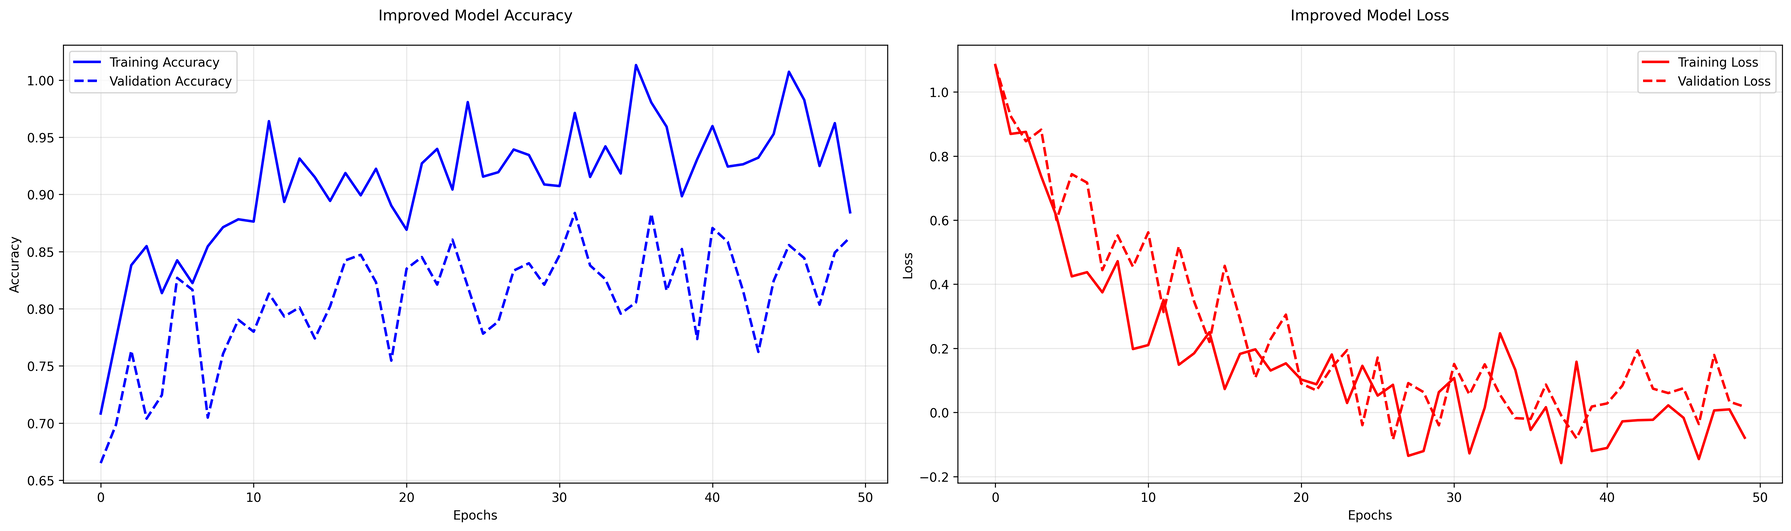 Improved Model Accuracy
Training Accuracy
Validation Accuracy
Accuracy
1.00
0.95
0.90
0.85
0.80
0.75
0.70
0.65
0 10 20 30 40 50
Epochs
Improved Model Loss
Training Loss
Validation Loss
Loss
1.0
0.8
0.6
0.4
0.2
0.0
−0.2
0 10 20 30 40 50
Epochs